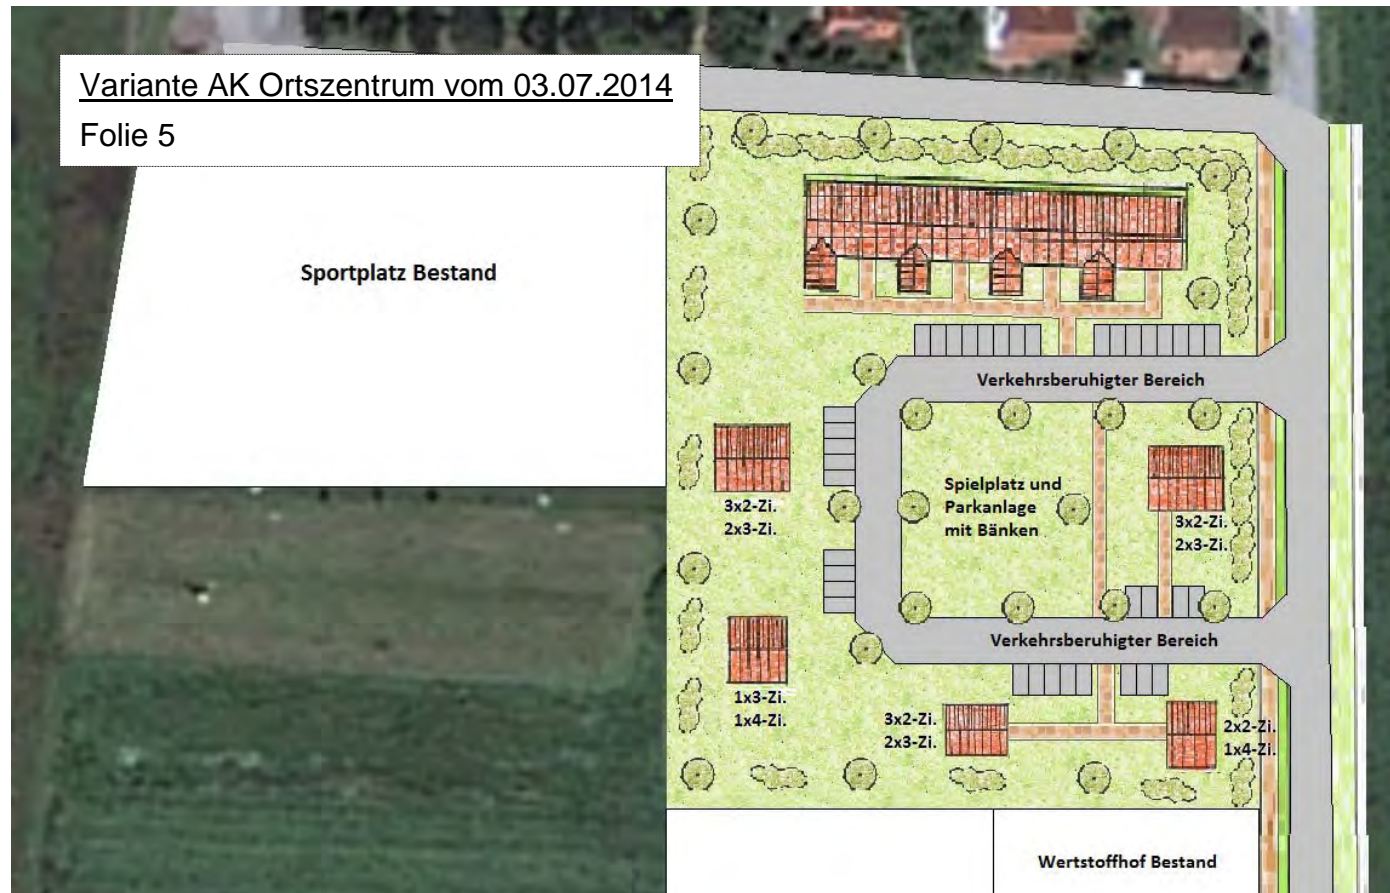 Variante AK Ortszentrum vom 03.07.2014
Folie 5
Sportplatz Bestand
Verkehrsberuhigter Bereich
3x2-Zi.
2x3-Zi.
Spielplatz und
Parkanlage
mit Bänken
3x2-Zi.
2x3-Zi.
Verkehrsberuhigter Bereich
1x3-Zi.
1x4-Zi.
3x2-Zi.
2x3-Zi.
2x2-Zi.
1x4-Zi.
Wertstoffhof Bestand